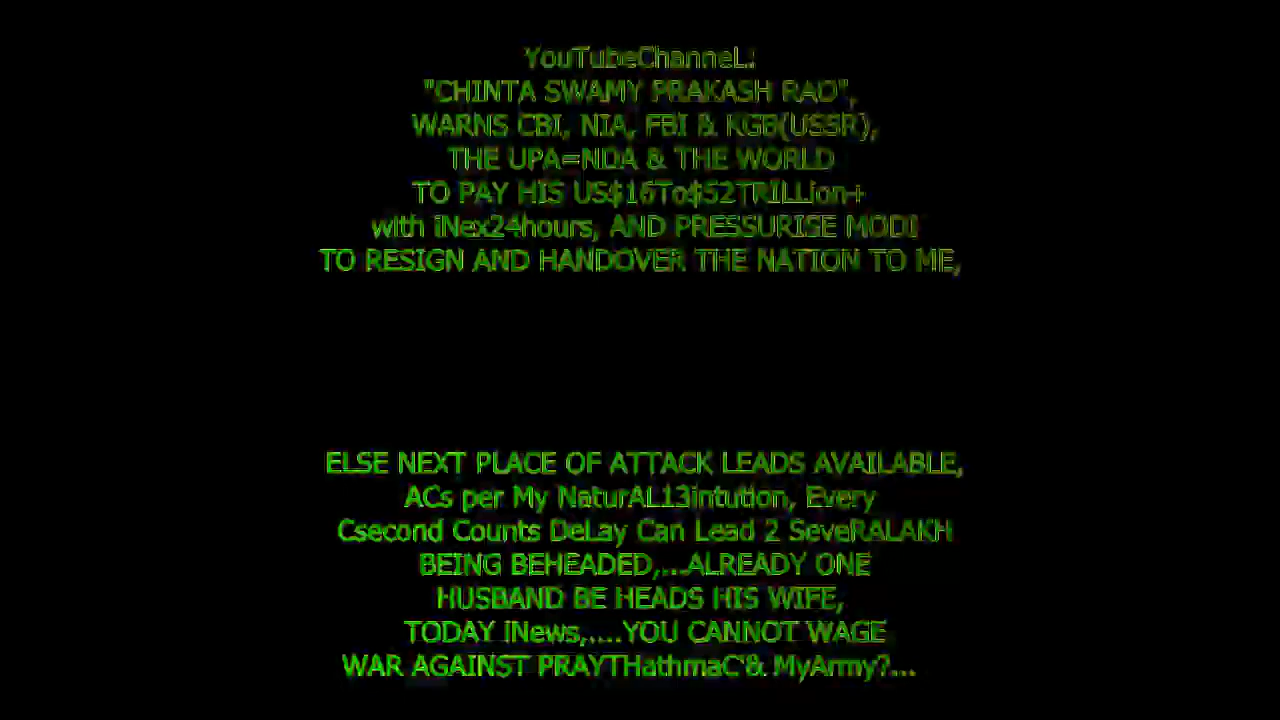 YouTubeChanneL:
"CHINTA SWAMY PRAKASH RAO",
WARNS CBI, NIA, FBI & KGB(USSR),
THE UPA=NDA & THE WORLD
TO PAY HIS US$16To$52TRILLion+
with iNex24hours, AND PRESSURISE MODI
TO RESIGN AND HANDOVER THE NATION TO ME,
ELSE NEXT PLACE OF ATTACK LEADS AVAILABLE,
ACs per My NaturAL13intution, Every
Csecond Counts DeLay Can Lead 2 SeveRALAKH
BEING BEHEADED,...ALREADY ONE
HUSBAND BE HEADS HIS WIFE,
TODAY iNews,....YOU CANNOT WAGE
WAR AGAINST PRAYTHathmaC'& MyArmy?...